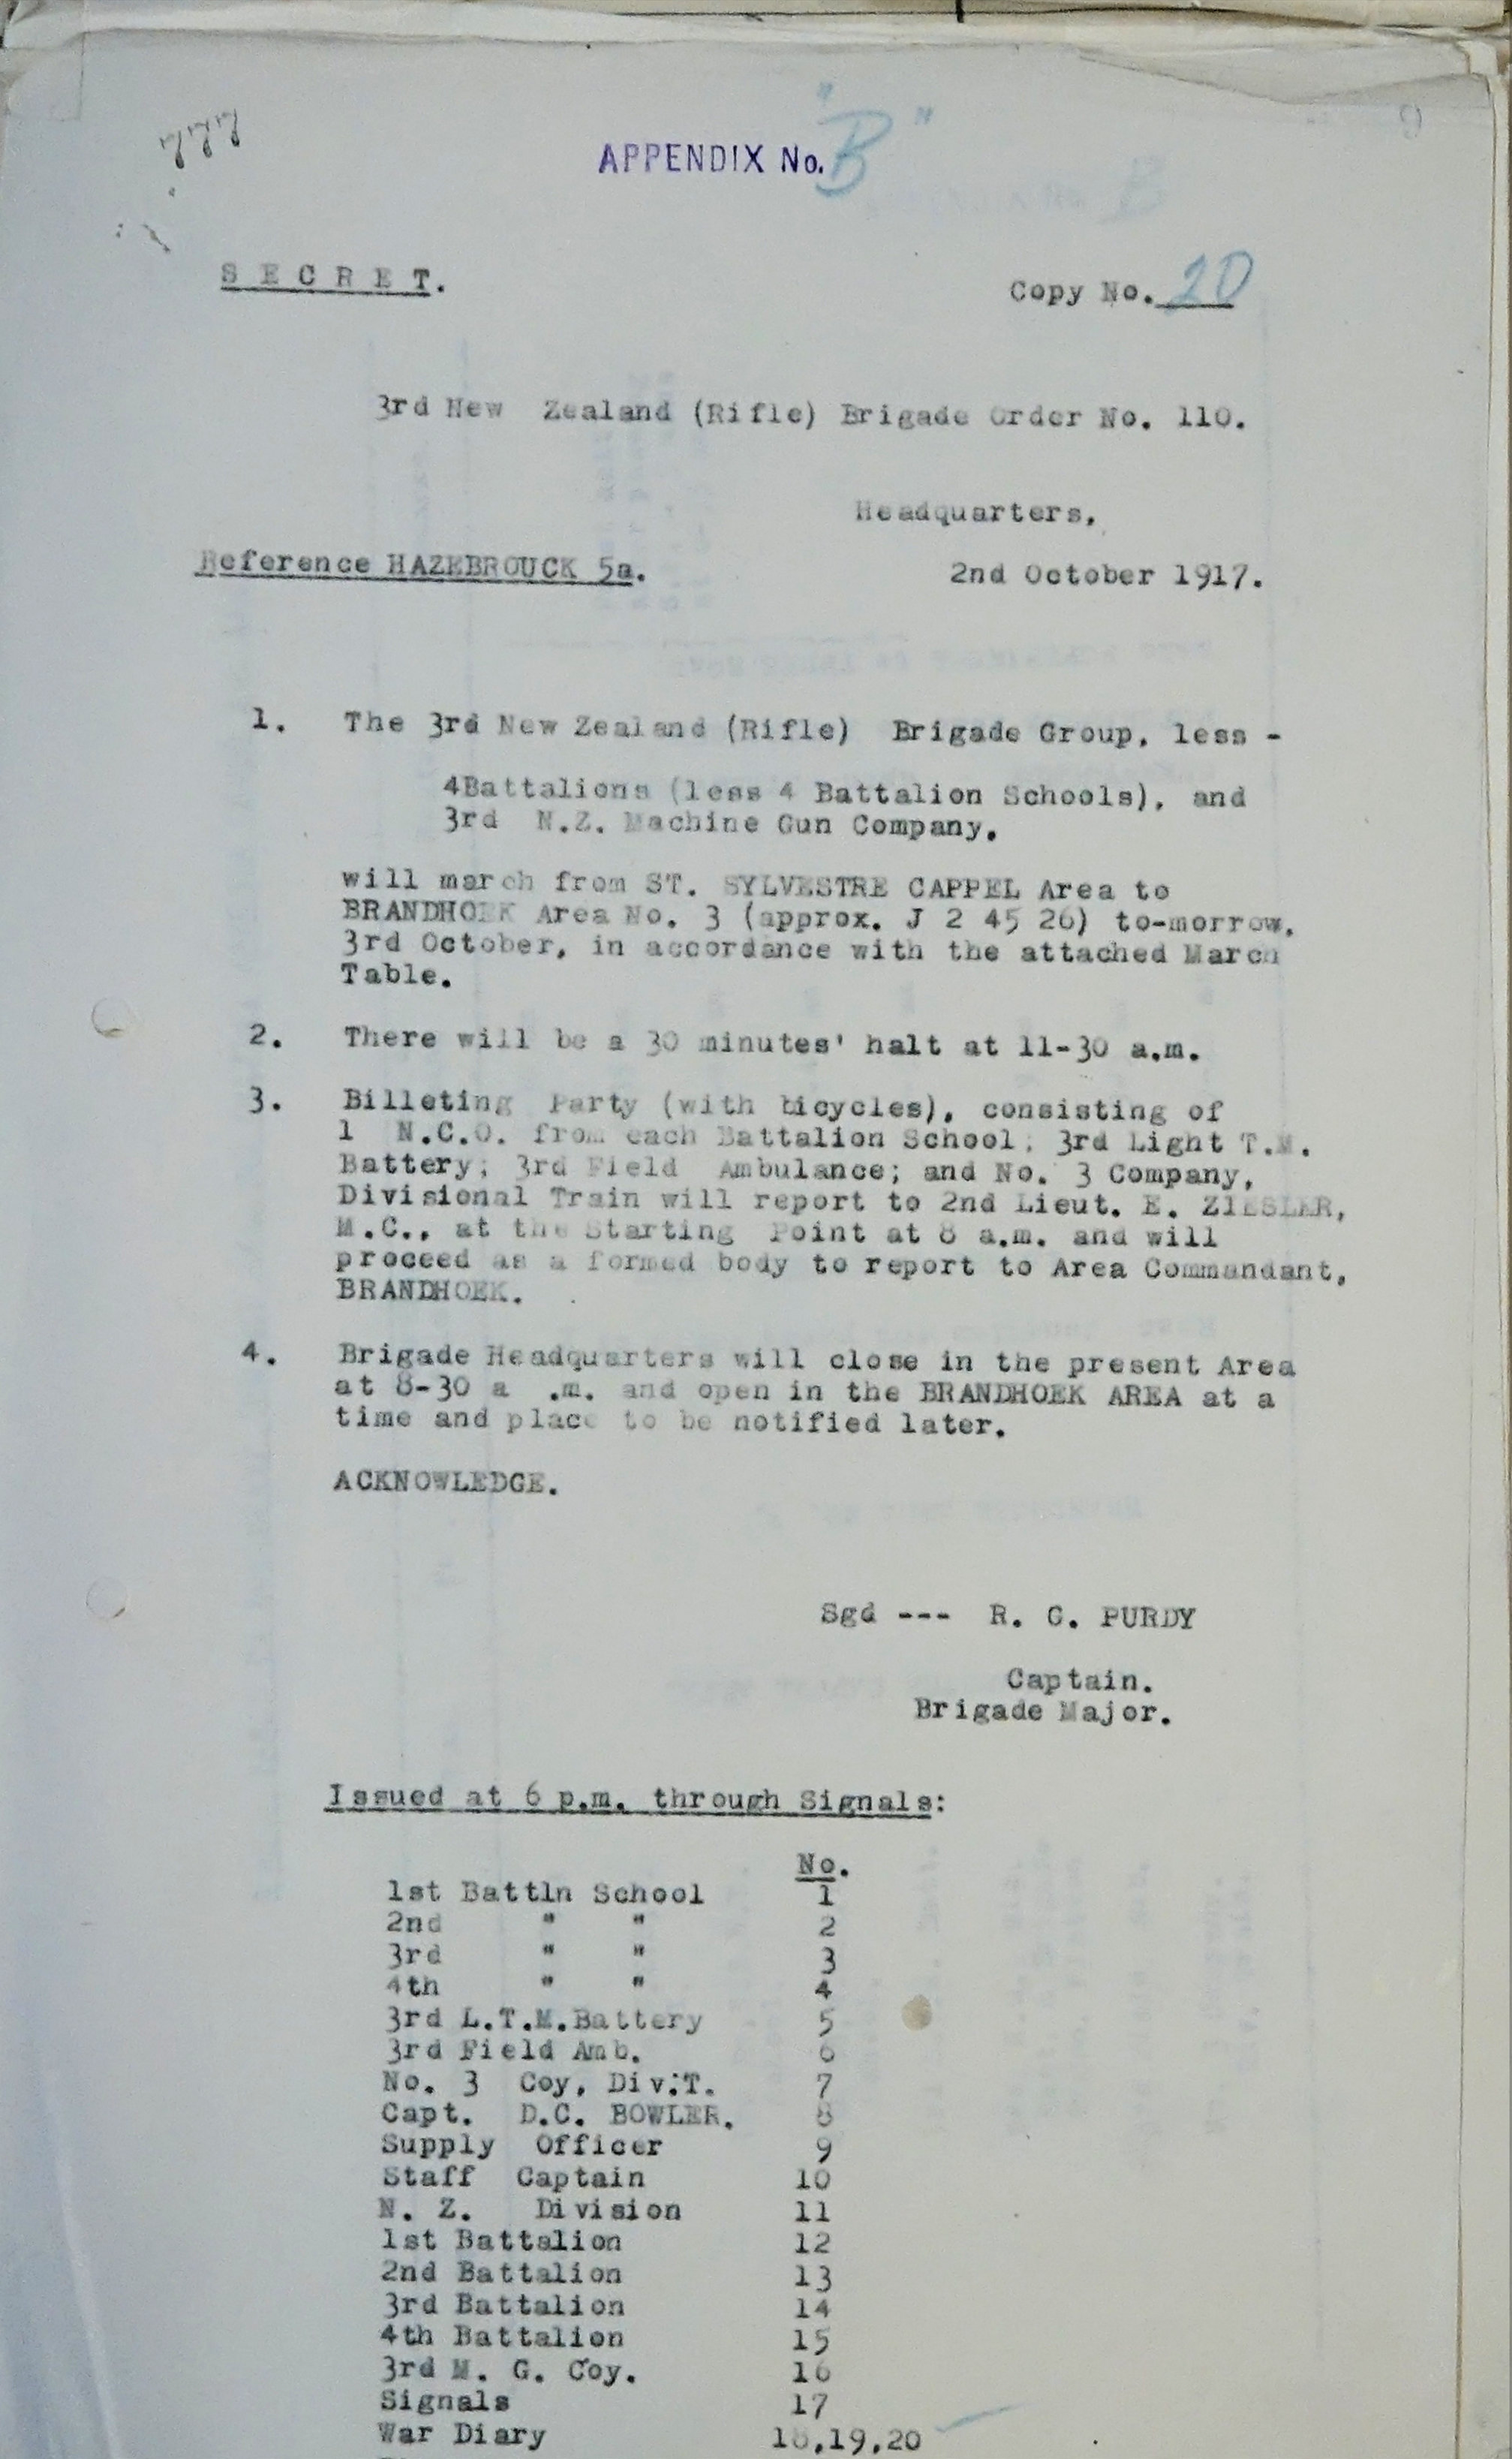 777
APPENDIX No. "B"
SECRET.
Copy No. 20
3rd New Zealand (Rifle) Brigade Order No. 110.
Headquarters,
Reference HAZEBROUCK 5a.
2nd October 1917.
1. The 3rd New Zealand (Rifle) Brigade Group, less -
4Battalions (less 4 Battalion Schools), and
3rd N.Z. Machine Gun Company,
will march from ST. SYLVESTRE CAPPEL Area to
BRANDHOEK Area No. 3 (approx. J 2 45 26) to-morrow,
3rd October, in accordance with the attached March
Table.
2. There will be a 30 minutes' halt at 11-30 a.m.
3. Billeting Party (with bicycles), consisting of
1 N.C.O. from each Battalion School; 3rd Light T.M.
Battery; 3rd Field Ambulance; and No. 3 Company,
Divisional Train will report to 2nd Lieut. E. ZIESLER,
M.C., at the Starting Point at 8 a.m. and will
proceed as a formed body to report to Area Commandant,
BRANDHOEK.
4. Brigade Headquarters will close in the present Area
at 8-30 a .m. and open in the BRANDHOEK AREA at a
time and place to be notified later.
ACKNOWLEDGE.
Sgd --- R. C. PURDY
Captain.
Brigade Major.
Issued at 6 p.m. through Signals:
No.
1st Battln School 1
2nd " " 2
3rd " " 3
4th " " 4
3rd L.T.M.Battery 5
3rd Field Amb. 6
No. 3 Coy, Div:T. 7
Capt. D.C. BOWLER. 8
Supply Officer 9
Staff Captain 10
N. Z. Division 11
1st Battalion 12
2nd Battalion 13
3rd Battalion 14
4th Battalion 15
3rd M. G. Coy. 16
Signals 17
War Diary 18,19,20